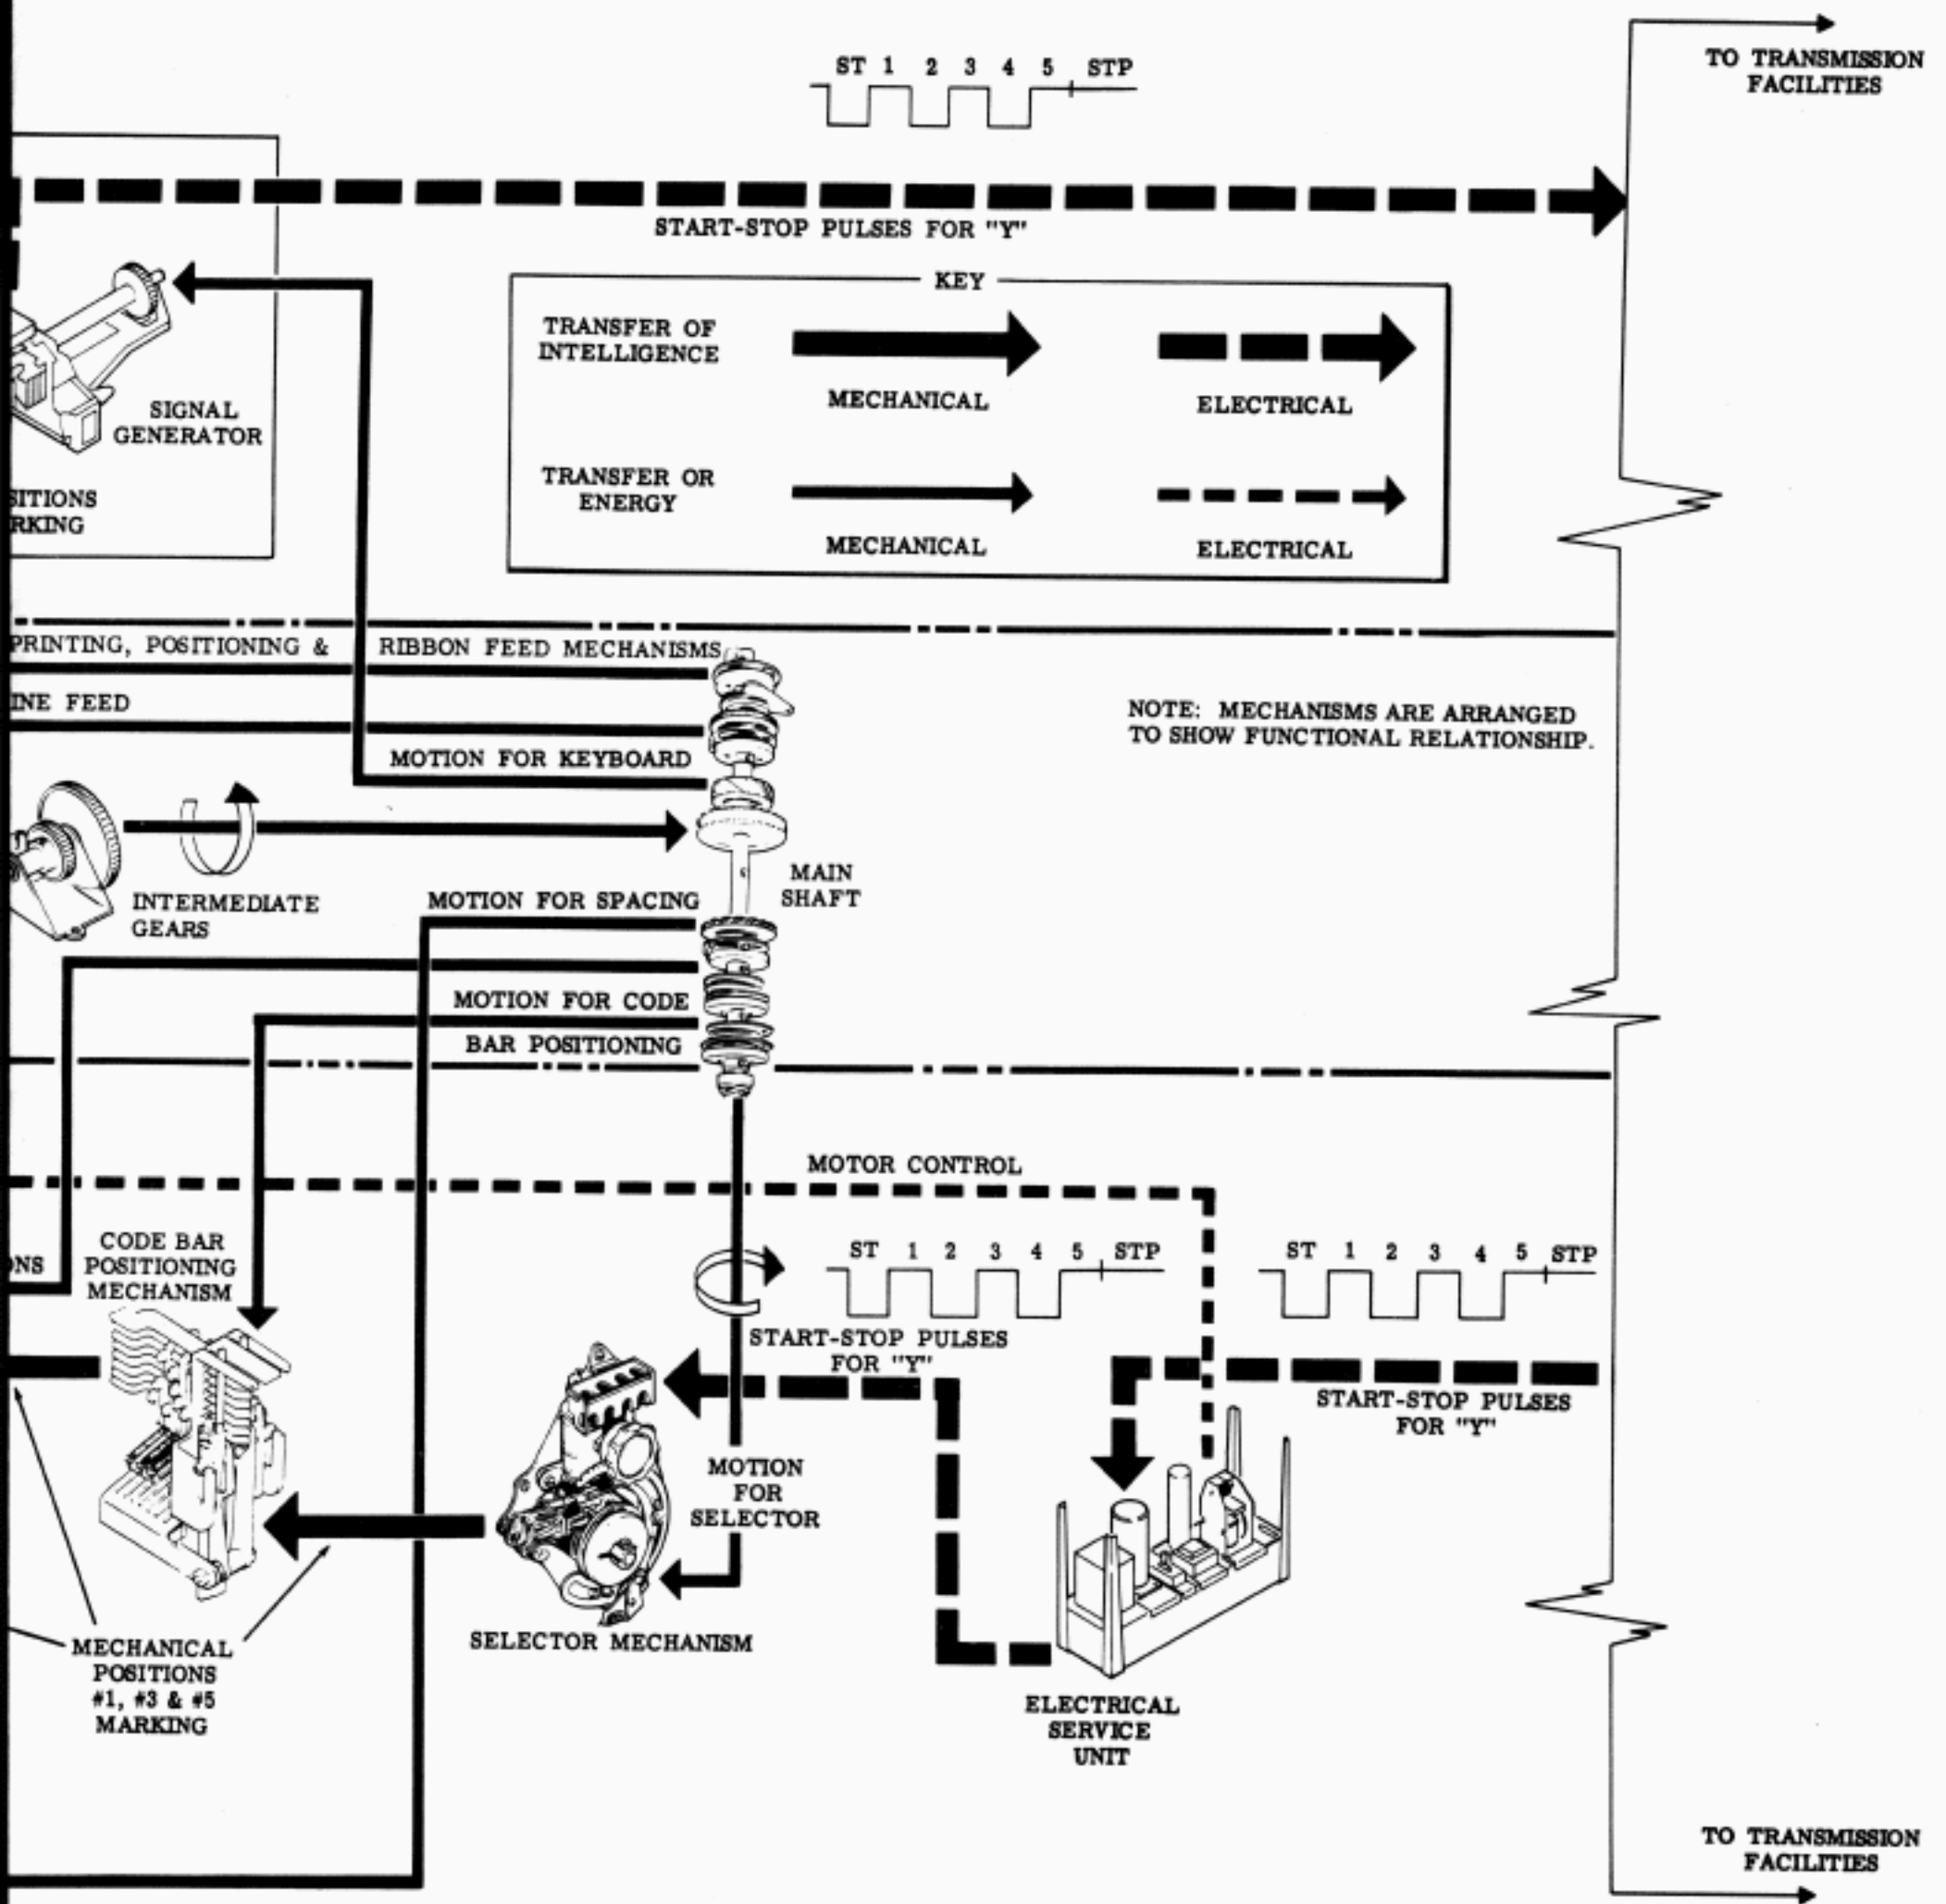 TO TRANSMISSION
FACILITIES
ST 1 2 3 4 5 STP
START-STOP PULSES FOR "Y"
KEY
TRANSFER OF
INTELLIGENCE
MECHANICAL
ELECTRICAL
TRANSFER OR
ENERGY
MECHANICAL
ELECTRICAL
SIGNAL
GENERATOR
SITIONS
RKING
PRINTING, POSITIONING & RIBBON FEED MECHANISMS
INE FEED
MOTION FOR KEYBOARD
NOTE: MECHANISMS ARE ARRANGED
TO SHOW FUNCTIONAL RELATIONSHIP.
MAIN
SHAFT
INTERMEDIATE
GEARS
MOTION FOR SPACING
MOTION FOR CODE
BAR POSITIONING
MOTOR CONTROL
CODE BAR
POSITIONING
MECHANISM
ONS
ST 1 2 3 4 5 STP
START-STOP PULSES
FOR "Y"
ST 1 2 3 4 5 STP
START-STOP PULSES
FOR "Y"
MOTION
FOR
SELECTOR
SELECTOR MECHANISM
MECHANICAL
POSITIONS
#1, #3 & #5
MARKING
ELECTRICAL
SERVICE
UNIT
TO TRANSMISSION
FACILITIES